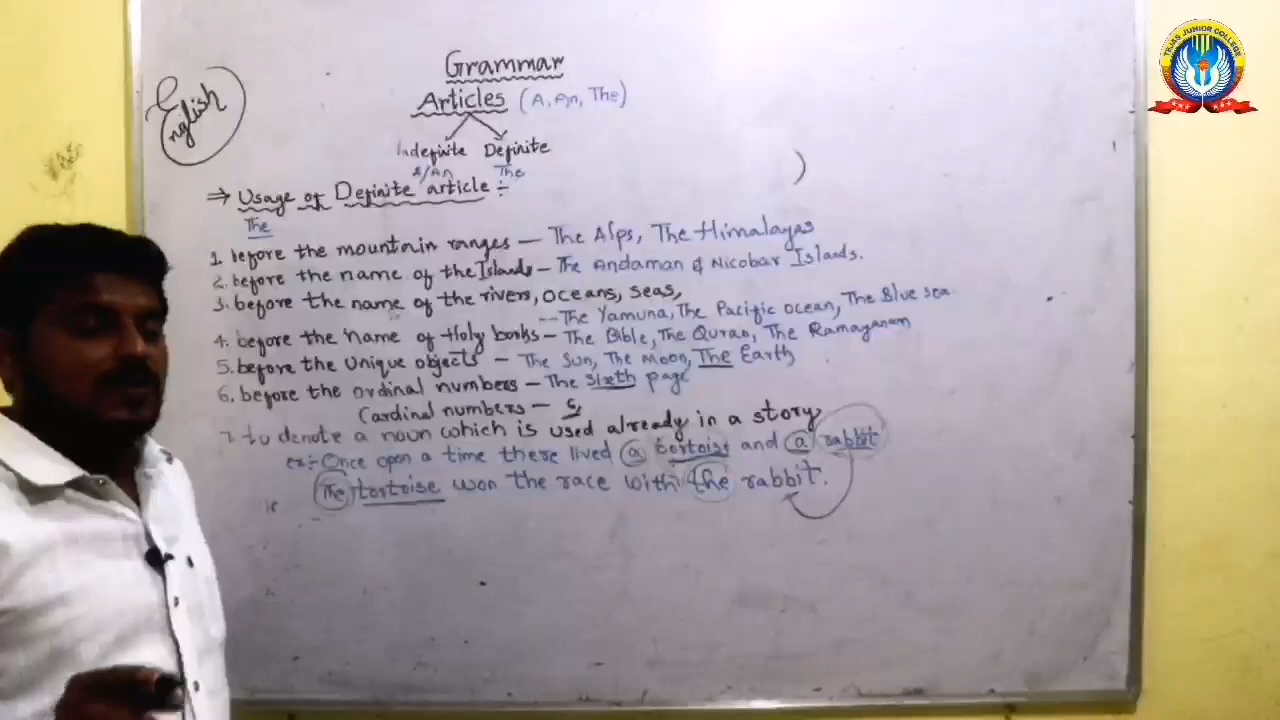 TEJAS JUNIOR COLLEGE
English
Grammar
Articles (A, An, The)
Indefinite Definite
A/An The
⇒ Usage of Definite article :-
The
1. before the mountain ranges – The Alps, The Himalayas
2. before the name of the Islands – The Andaman & Nicobar Islands.
3. before the name of the rivers, oceans, seas,
-- The Yamuna, The Pacific ocean, The Blue sea
4. before the name of Holy books – The Bible, The Quran, The Ramayanam
5. before the Unique objects – The Sun, The Moon, The Earth
6. before the ordinal numbers – The sixth page
Cardinal numbers –
7. to denote a noun which is used already in a story
ex:- Once upon a time there lived a tortoise and a rabbit
The tortoise won the race with the rabbit.